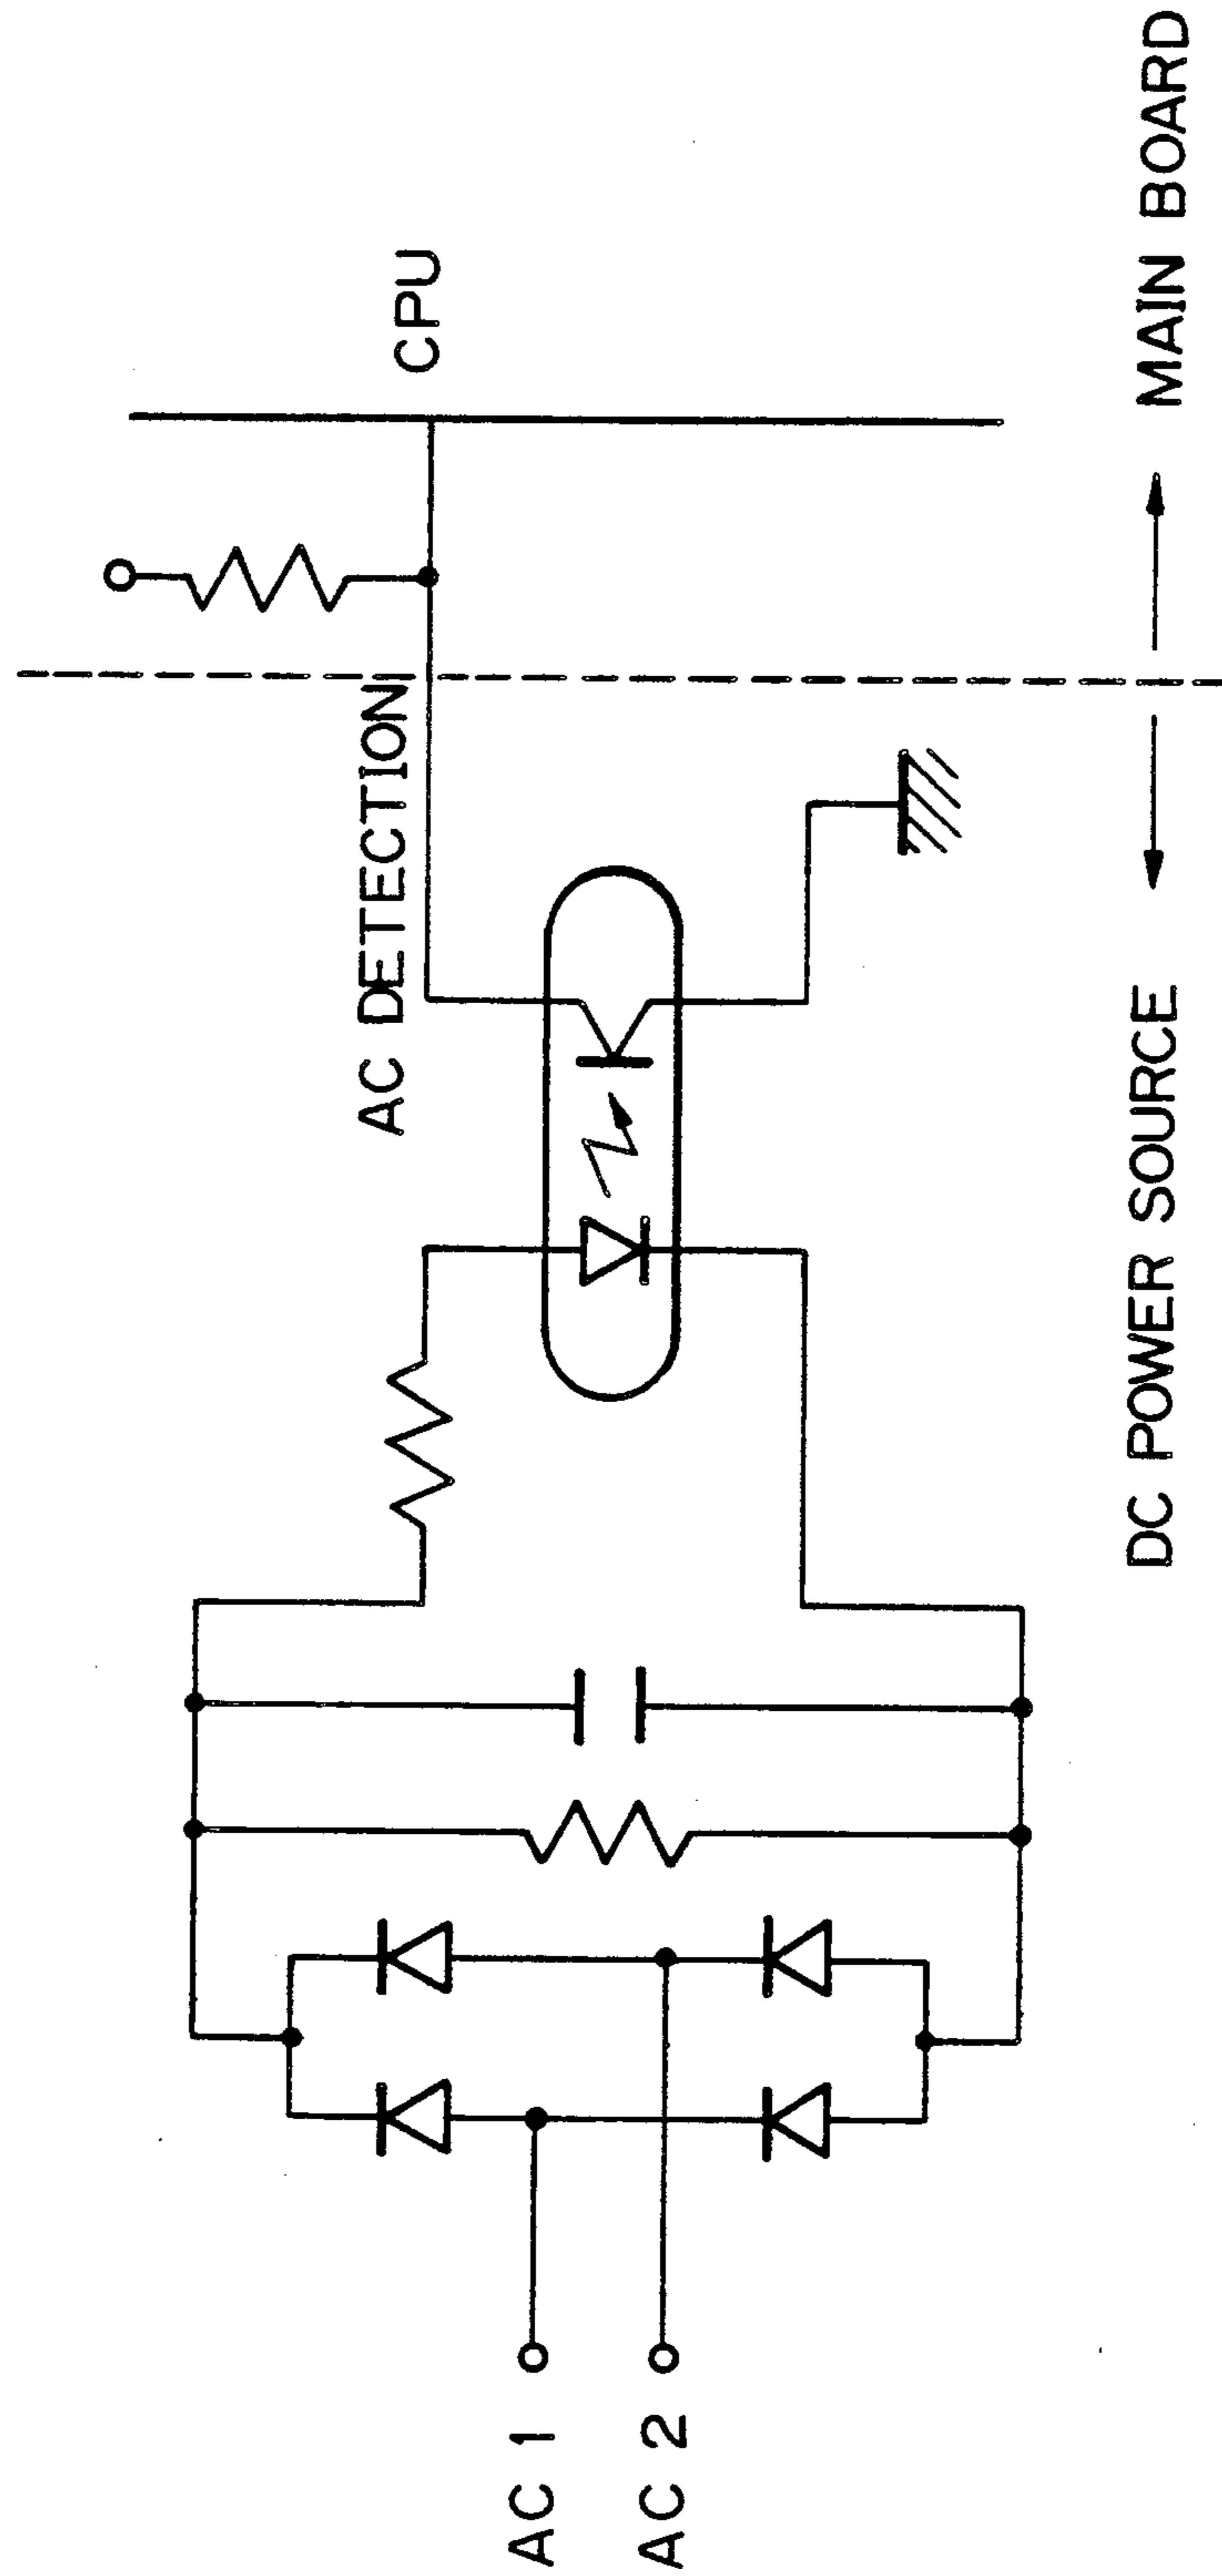 AC 1
AC 2
AC DETECTION
CPU
DC POWER SOURCE
MAIN BOARD